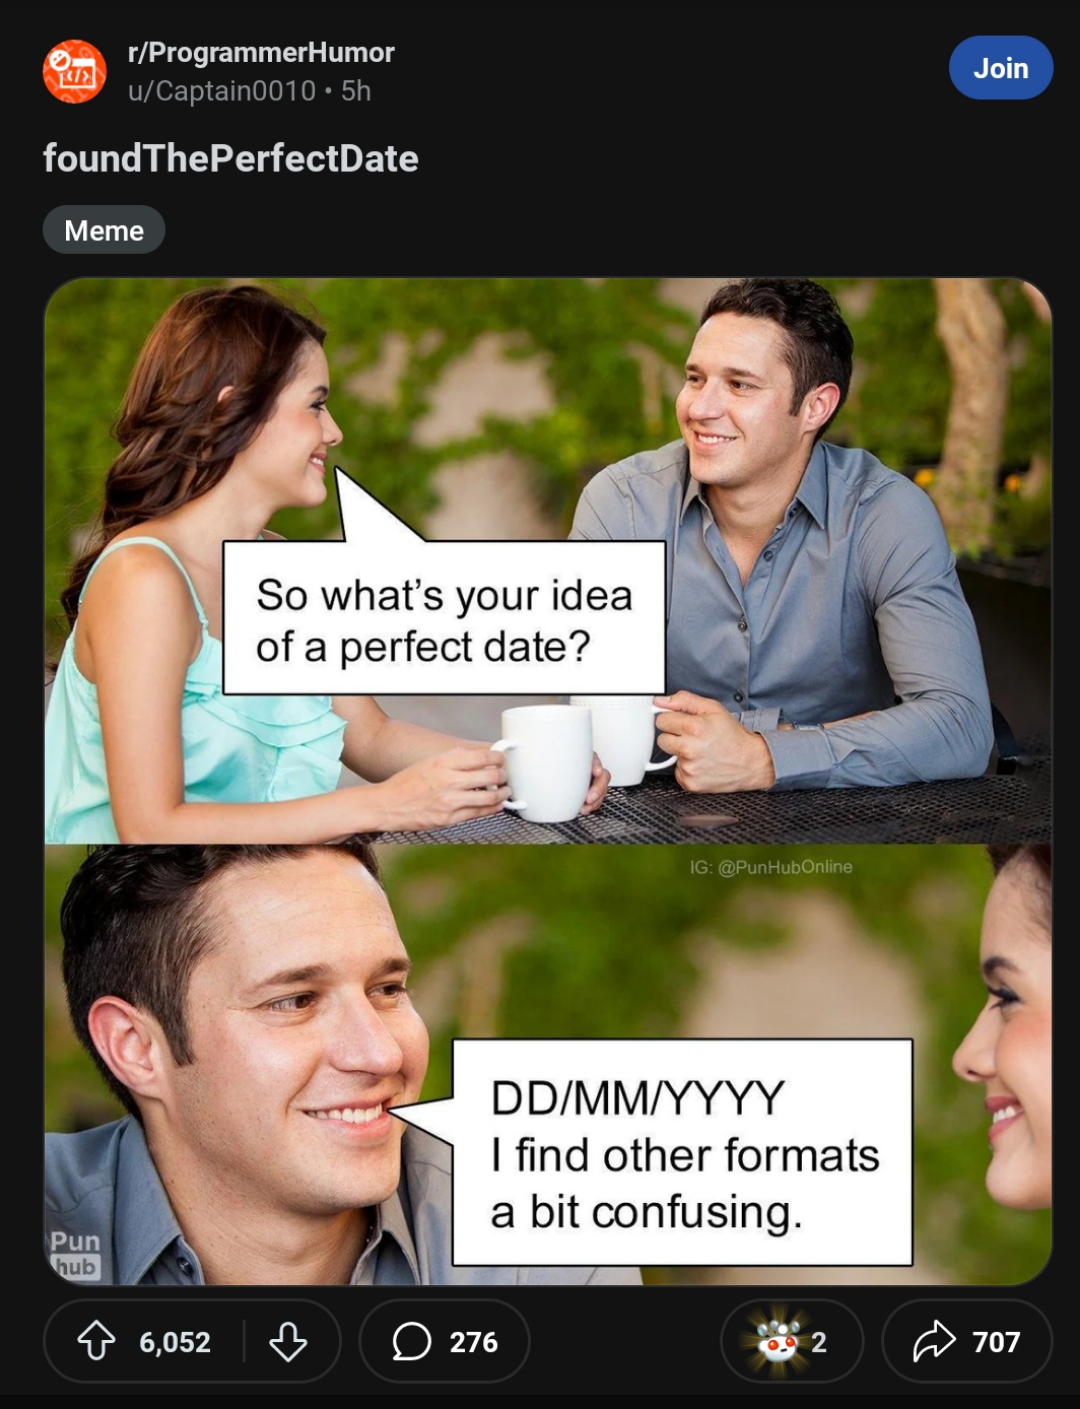 r/ProgrammerHumor
u/Captain0010 • 5h
Join
foundThePerfectDate
Meme
So what's your idea
of a perfect date?
IG: @PunHubOnline
DD/MM/YYYY
I find other formats
a bit confusing.
Pun
hub
6,052
276
2
707